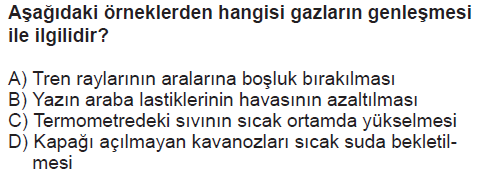 Aşağıdaki örneklerden hangisi gazların genleşmesi
ile ilgilidir?
A) Tren raylarının aralarına boşluk bırakılması
B) Yazın araba lastiklerinin havasının azaltılması
C) Termometredeki sıvının sıcak ortamda yükselmesi
D) Kapağı açılmayan kavanozları sıcak suda bekletil-
mesi